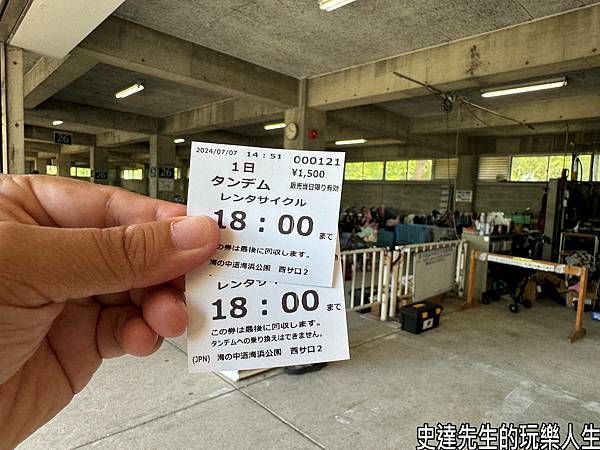 2024/07/07 14:51 000121
1日 ¥1,500
タンデム 販売当日限り有効
レンタサイクル
18:00 まで
この券は最後に回収します。
海の中道海浜公園 西サロ2
レンタサイ
18:00 まで
この券は最後に回収します。
タンデムへの乗り換えはできません。
(JPN) 海の中道海浜公園 西サロ2
26
26
26
史達先生的玩樂人生